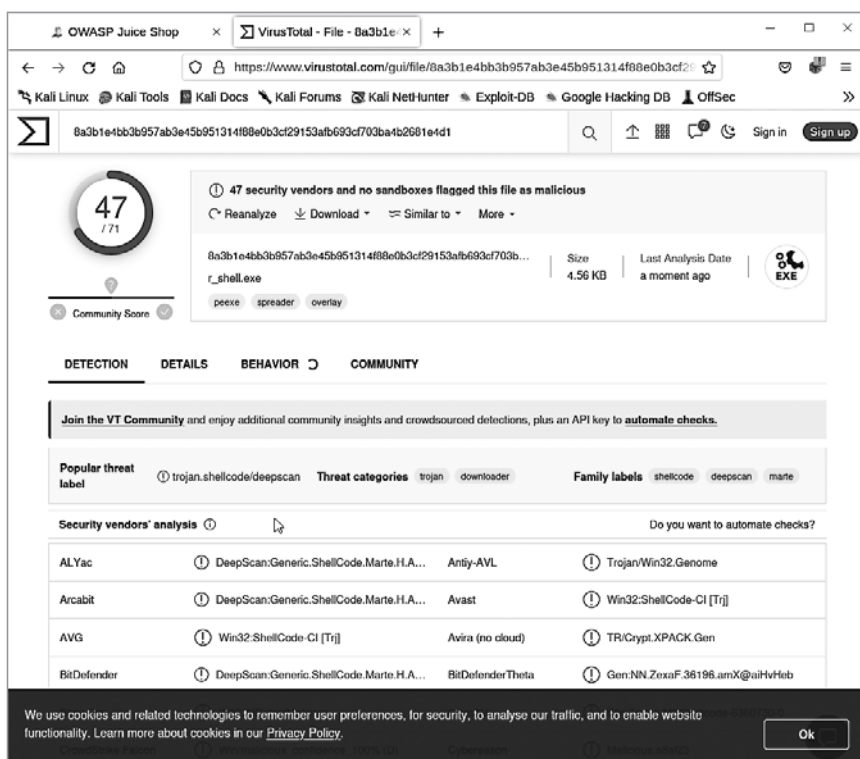 OWASP Juice Shop × VirusTotal - File - 8a3b1e × +
https://www.virustotal.com/gui/file/8a3b1e4bb3b957ab3e45b951314f88e0b3cf29
Kali Linux Kali Tools Kali Docs Kali Forums Kali NetHunter Exploit-DB Google Hacking DB OffSec »
8a3b1e4bb3b957ab3e45b951314f88e0b3cf29153afb693cf703ba4b2681e4d1 Sign in Sign up
47
/ 71
47 security vendors and no sandboxes flagged this file as malicious
Reanalyze Download Similar to More
8a3b1e4bb3b957ab3e45b951314f88e0b3cf29153afb693cf703b...
r_shell.exe
peexe spreader overlay
Size
4.56 KB
Last Analysis Date
a moment ago
EXE
? Community Score
DETECTION DETAILS BEHAVIOR COMMUNITY
Join the VT Community and enjoy additional community insights and crowdsourced detections, plus an API key to automate checks.
Popular threat label trojan.shellcode/deepscan Threat categories trojan downloader Family labels shellcode deepscan marte
Security vendors' analysis Do you want to automate checks?
ALYac DeepScan:Generic.ShellCode.Marte.H.A... Antiy-AVL Trojan/Win32.Genome
Arcabit DeepScan:Generic.ShellCode.Marte.H.A... Avast Win32:ShellCode-CI [Trj]
AVG Win32:ShellCode-CI [Trj] Avira (no cloud) TR/Crypt.XPACK.Gen
BitDefender DeepScan:Generic.ShellCode.Marte.H.A... BitDefenderTheta Gen:NN.ZexaF.36196.amX@aiHvHeb
We use cookies and related technologies to remember user preferences, for security, to analyse our traffic, and to enable website
functionality. Learn more about cookies in our Privacy Policy.
Ok
CrowdStrike Falcon Cybereason